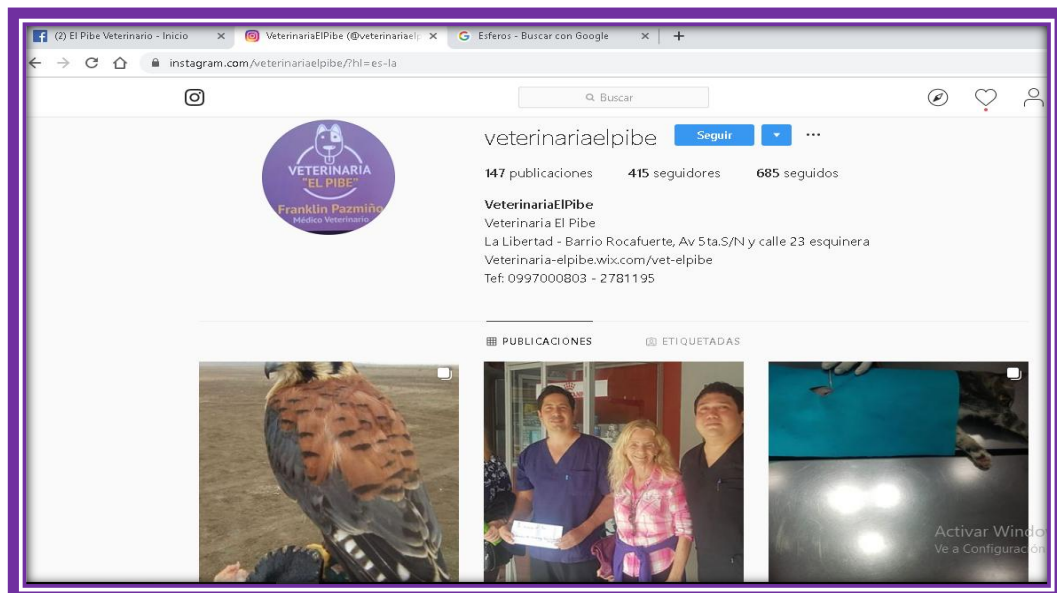 (2) El Pibe Veterinario - Inicio
VeterinariaElPibe (@veterinariaelp
Esferos - Buscar con Google
instagram.com/veterinariaelpibe/?hl=es-la
Buscar
VETERINARIA
"EL PIBE"
Franklin Pazmiño
Médico Veterinario
veterinariaelpibe
Seguir
147 publicaciones 415 seguidores 685 seguidos
VeterinariaElPibe
Veterinaria El Pibe
La Libertad - Barrio Rocafuerte, Av 5ta.S/N y calle 23 esquinera
Veterinaria-elpibe.wix.com/vet-elpibe
Tef: 0997000803 - 2781195
PUBLICACIONES
ETIQUETADAS
Activar Windo
Ve a Configuración